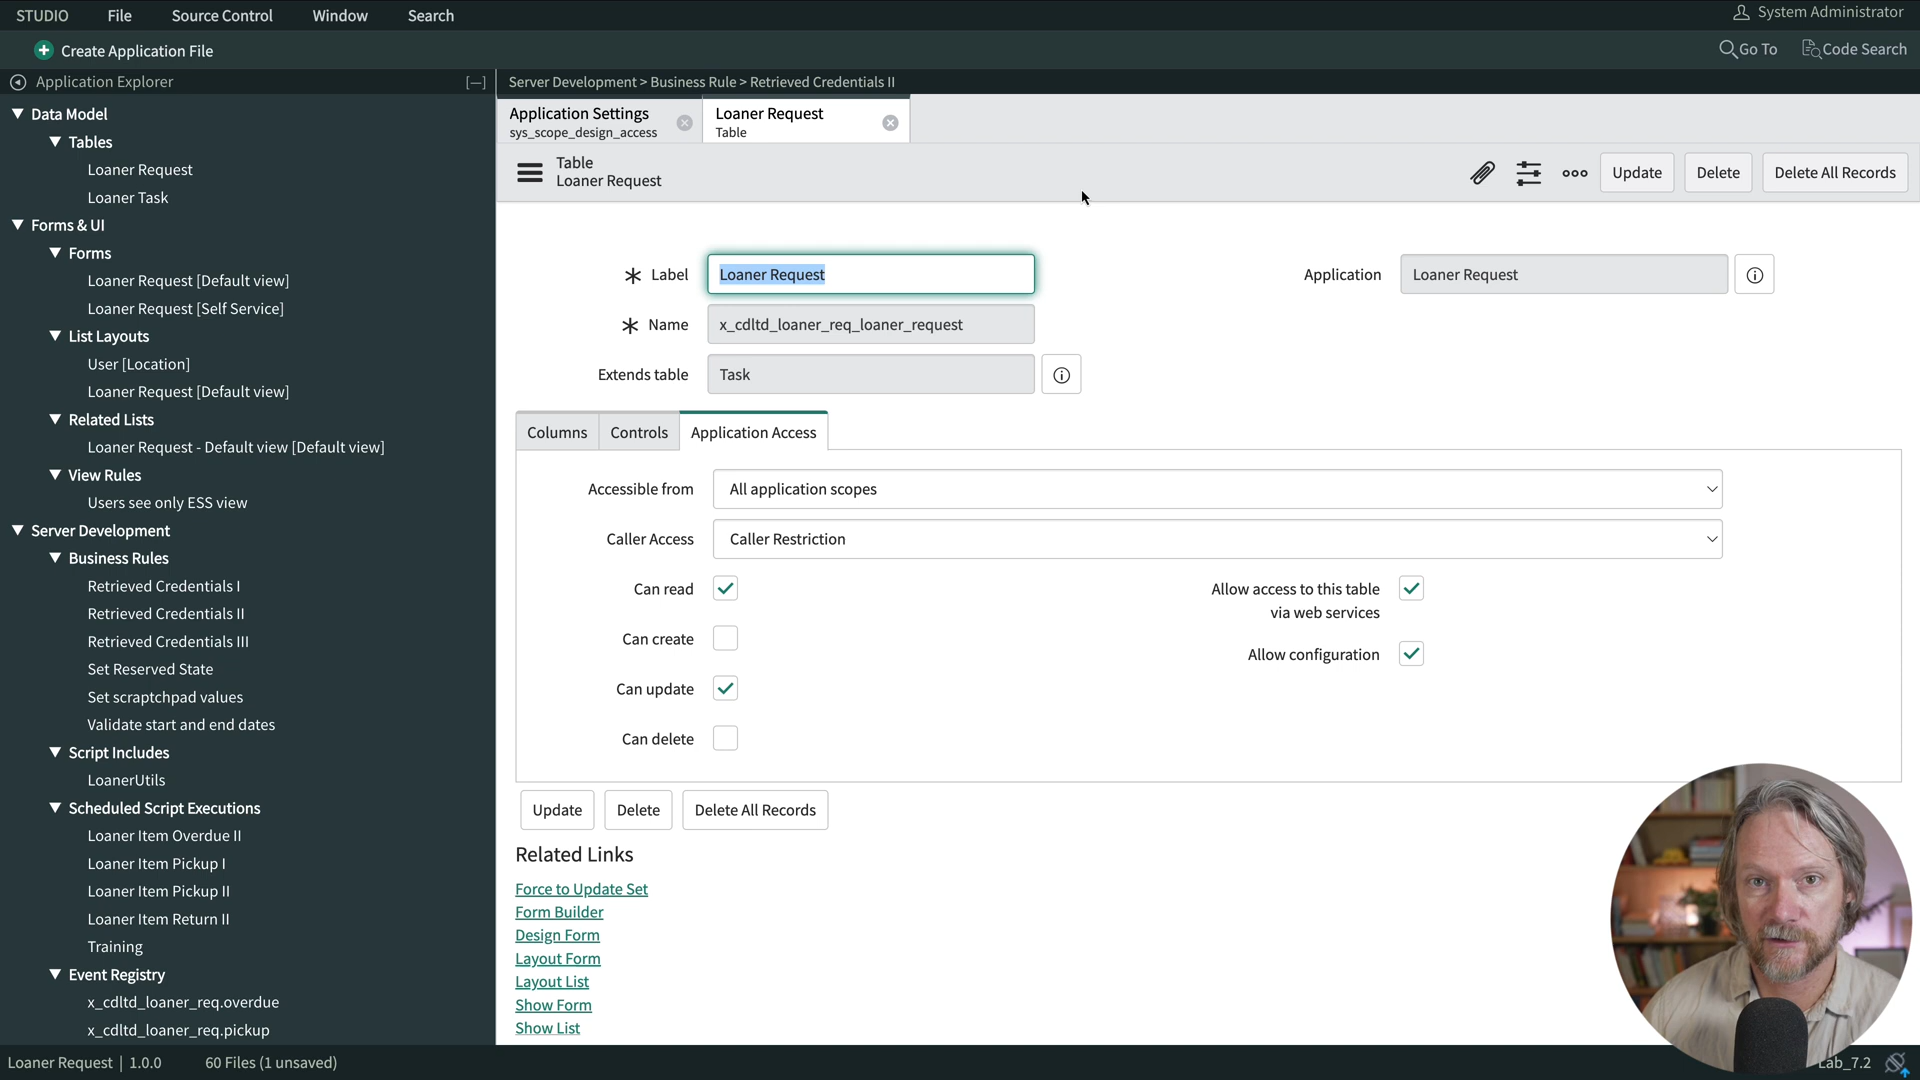 STUDIO File Source Control Window Search System Administrator
Create Application File Go To Code Search
Application Explorer [—] Server Development > Business Rule > Retrieved Credentials II
Data Model
Tables
Loaner Request
Loaner Task
Forms & UI
Forms
Loaner Request [Default view]
Loaner Request [Self Service]
List Layouts
User [Location]
Loaner Request [Default view]
Related Lists
Loaner Request - Default view [Default view]
View Rules
Users see only ESS view
Server Development
Business Rules
Retrieved Credentials I
Retrieved Credentials II
Retrieved Credentials III
Set Reserved State
Set scraptchpad values
Validate start and end dates
Script Includes
LoanerUtils
Scheduled Script Executions
Loaner Item Overdue II
Loaner Item Pickup I
Loaner Item Pickup II
Loaner Item Return II
Training
Event Registry
x_cdltd_loaner_req.overdue
x_cdltd_loaner_req.pickup
Application Settings
sys_scope_design_access
Loaner Request
Table
Table
Loaner Request
Update Delete Delete All Records
Label Loaner Request
Application Loaner Request
Name x_cdltd_loaner_req_loaner_request
Extends table Task
Columns Controls Application Access
Accessible from All application scopes
Caller Access Caller Restriction
Can read
Can create
Can update
Can delete
Allow access to this table
via web services
Allow configuration
Update Delete Delete All Records
Related Links
Force to Update Set
Form Builder
Design Form
Layout Form
Layout List
Show Form
Show List
Loaner Request | 1.0.0 60 Files (1 unsaved) Lab_7.2